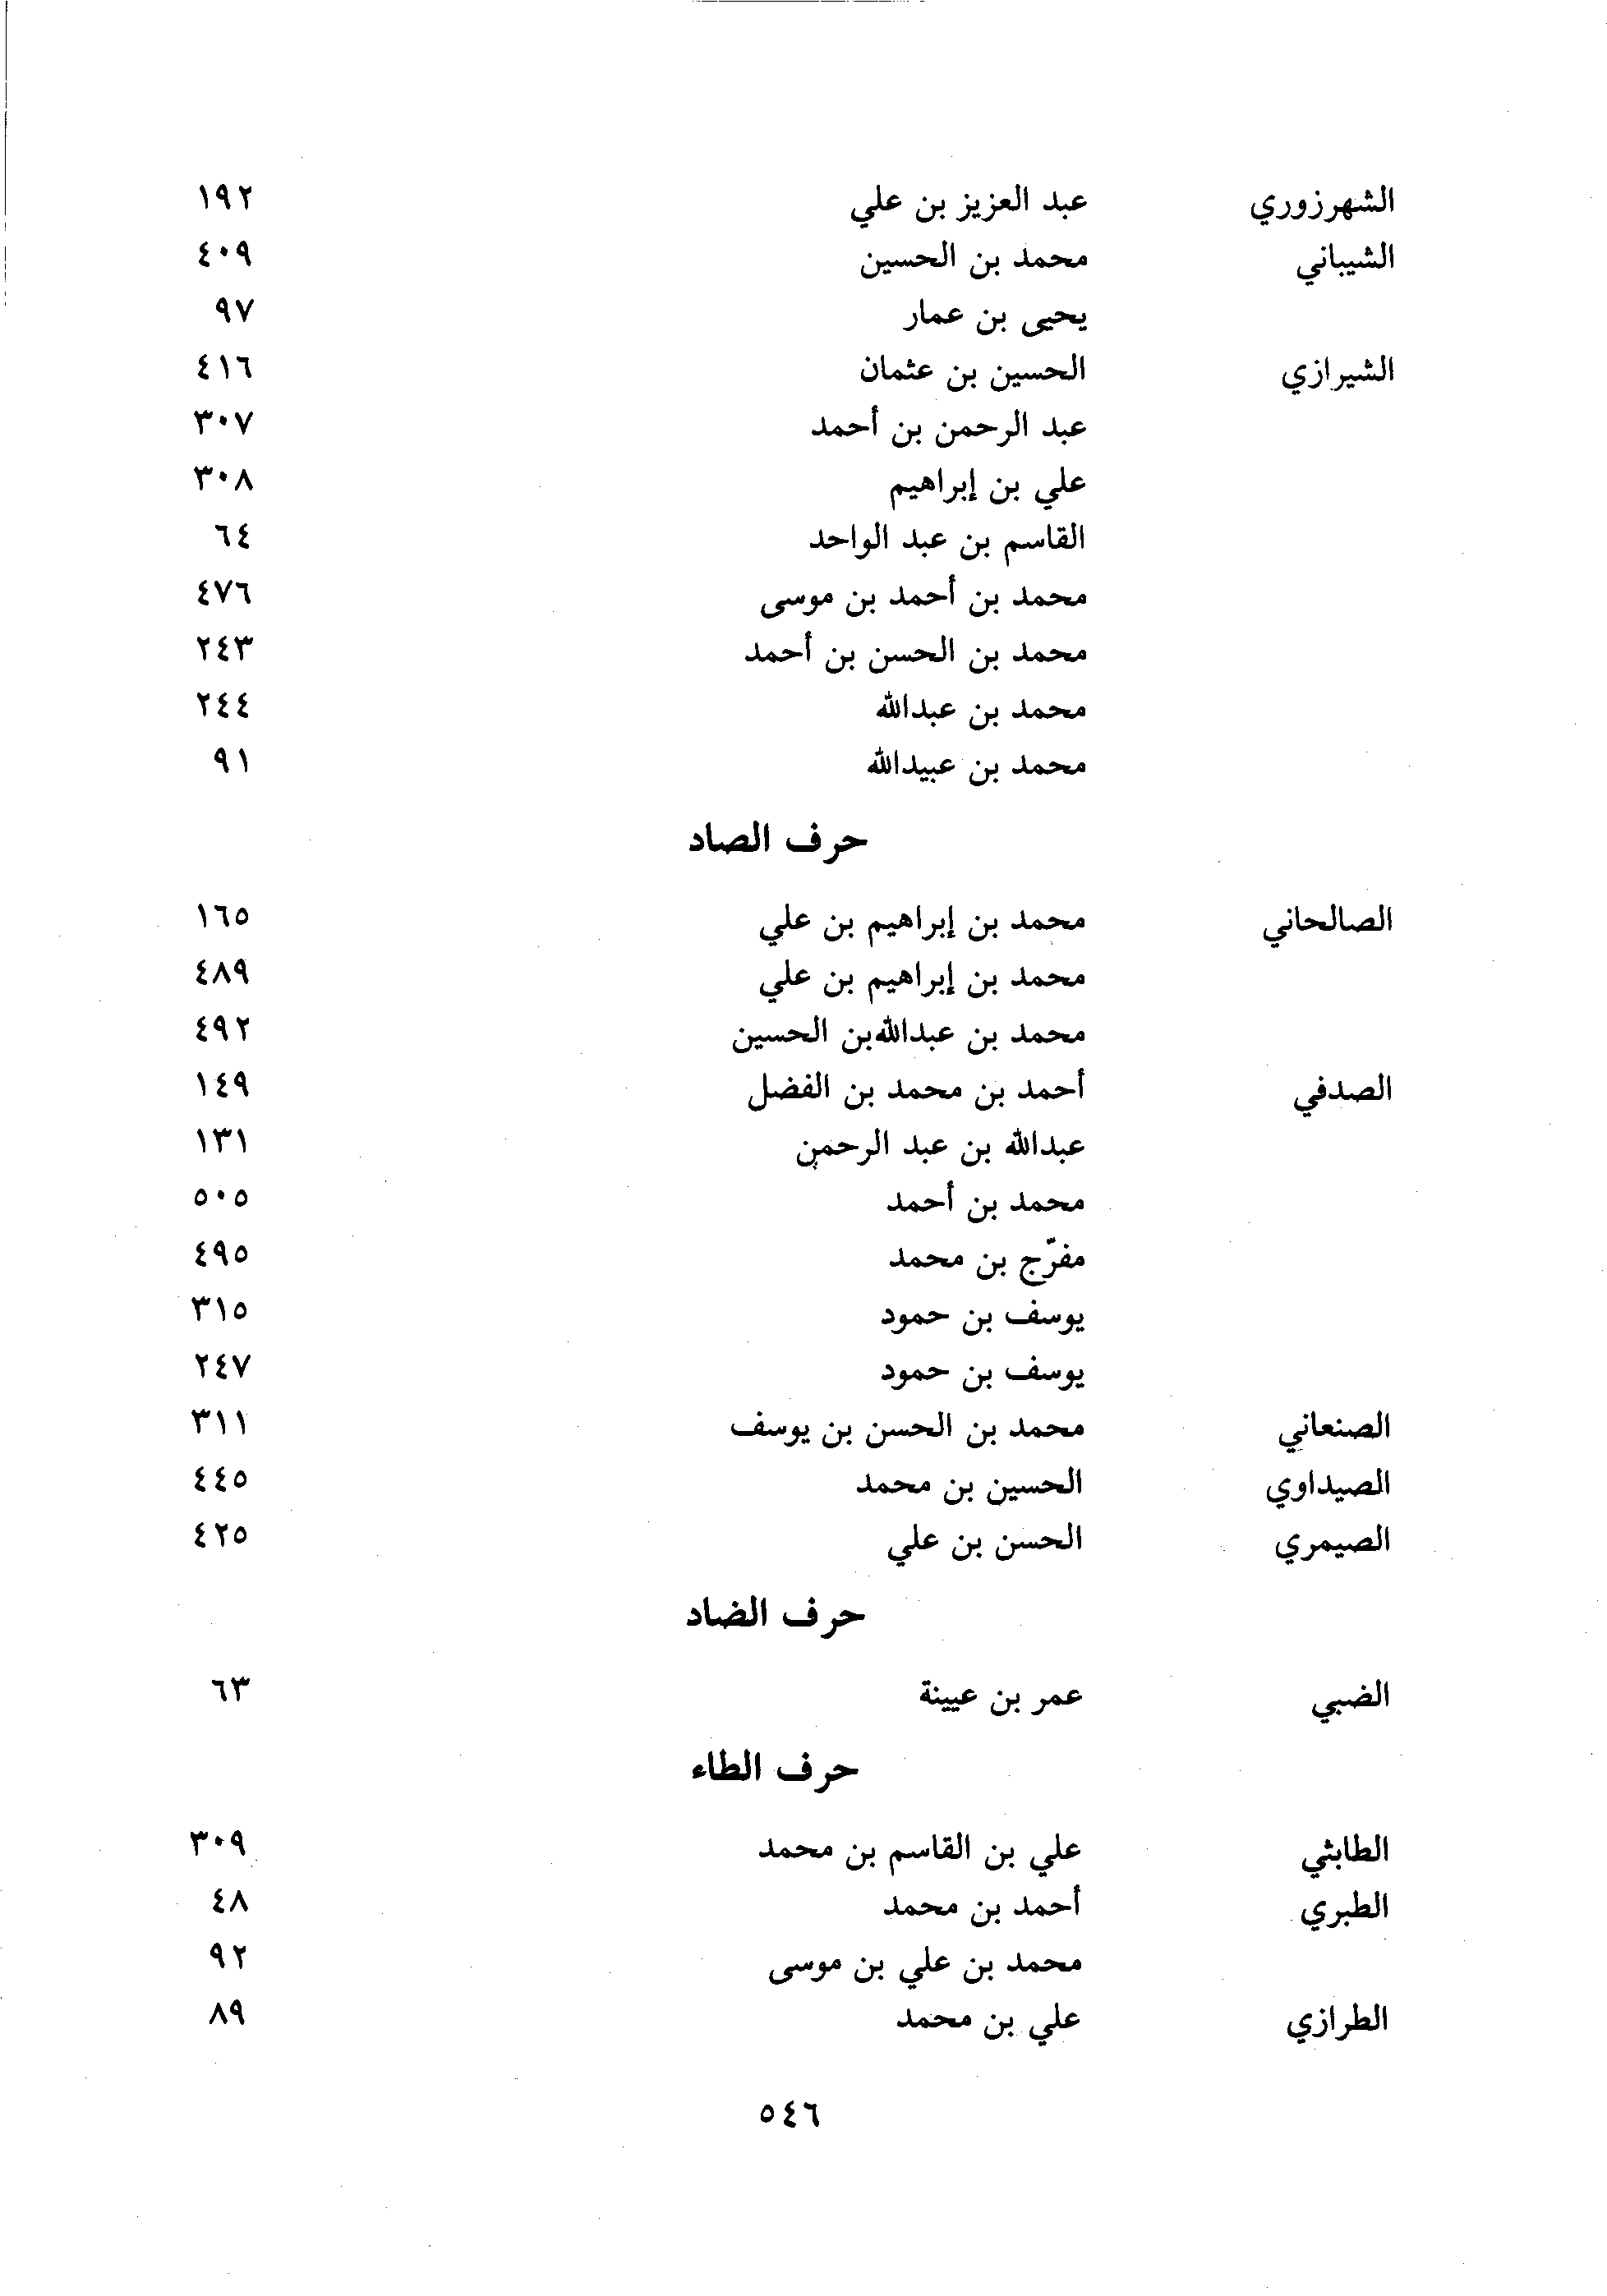 الشهرزوري عبد العزيز بن علي ١٩٢
الشيباني محمد بن الحسين ٤٠٩
يحيى بن عمار ٩٧
الشيرازي الحسين بن عثمان ٤١٦
عبد الرحمن بن أحمد ٣٠٧
علي بن إبراهيم ٣٠٨
القاسم بن عبد الواحد ٦٤
محمد بن أحمد بن موسى ٤٧٦
محمد بن الحسن بن أحمد ٢٤٣
محمد بن عبدالله ٢٤٤
محمد بن عبيدالله ٩١
حرف الصاد
الصالحاني محمد بن إبراهيم بن علي ١٦٥
محمد بن إبراهيم بن علي ٤٨٩
محمد بن عبدالله بن الحسين ٤٩٢
الصدفي أحمد بن محمد بن الفضل ١٤٩
عبدالله بن عبد الرحمن ١٣١
محمد بن أحمد ٥٠٥
مفرّج بن محمد ٤٩٥
يوسف بن حمود ٣١٥
يوسف بن حمود ٢٤٧
الصنعاني محمد بن الحسن بن يوسف ٣١١
الصيداوي الحسين بن محمد ٤٤٥
الصيمري الحسن بن علي ٤٢٥
حرف الضاد
الضبي عمر بن عيينة ٦٣
حرف الطاء
الطابثي علي بن القاسم بن محمد ٣٠٩
الطبري أحمد بن محمد ٤٨
محمد بن علي بن موسى ٩٢
الطرازي علي بن محمد ٨٩
٥٤٦